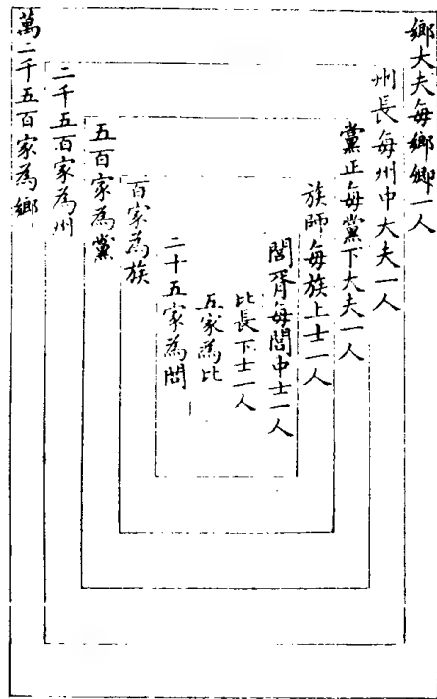 鄉大夫每鄉卿一人
州長每州中大夫一人
黨正每黨下大夫一人
族師每族上士一人
閭胥每閭中士一人
比長下士一人
五家為比
二十五家為閭
百家為族
五百家為黨
二千五百家為州
萬二千五百家為鄉